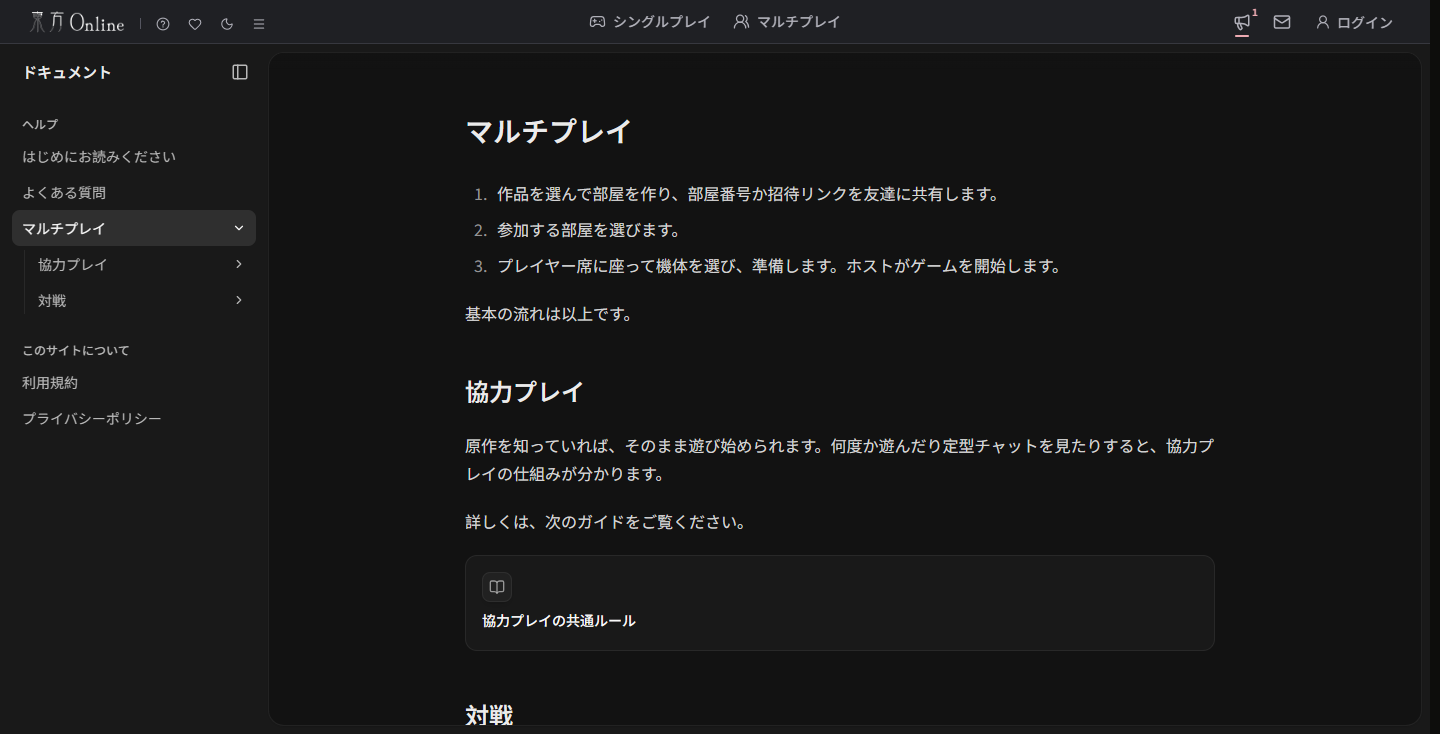 東方Online
シングルプレイ
マルチプレイ
1
ログイン
ドキュメント
ヘルプ
はじめにお読みください
よくある質問
マルチプレイ
協力プレイ
対戦
このサイトについて
利用規約
プライバシーポリシー
マルチプレイ
1. 作品を選んで部屋を作り、部屋番号か招待リンクを友達に共有します。
2. 参加する部屋を選びます。
3. プレイヤー席に座って機体を選び、準備します。ホストがゲームを開始します。
基本の流れは以上です。
協力プレイ
原作を知っていれば、そのまま遊び始められます。何度か遊んだり定型チャットを見たりすると、協力プ
レイの仕組みが分かります。
詳しくは、次のガイドをご覧ください。
協力プレイの共通ルール
対戦